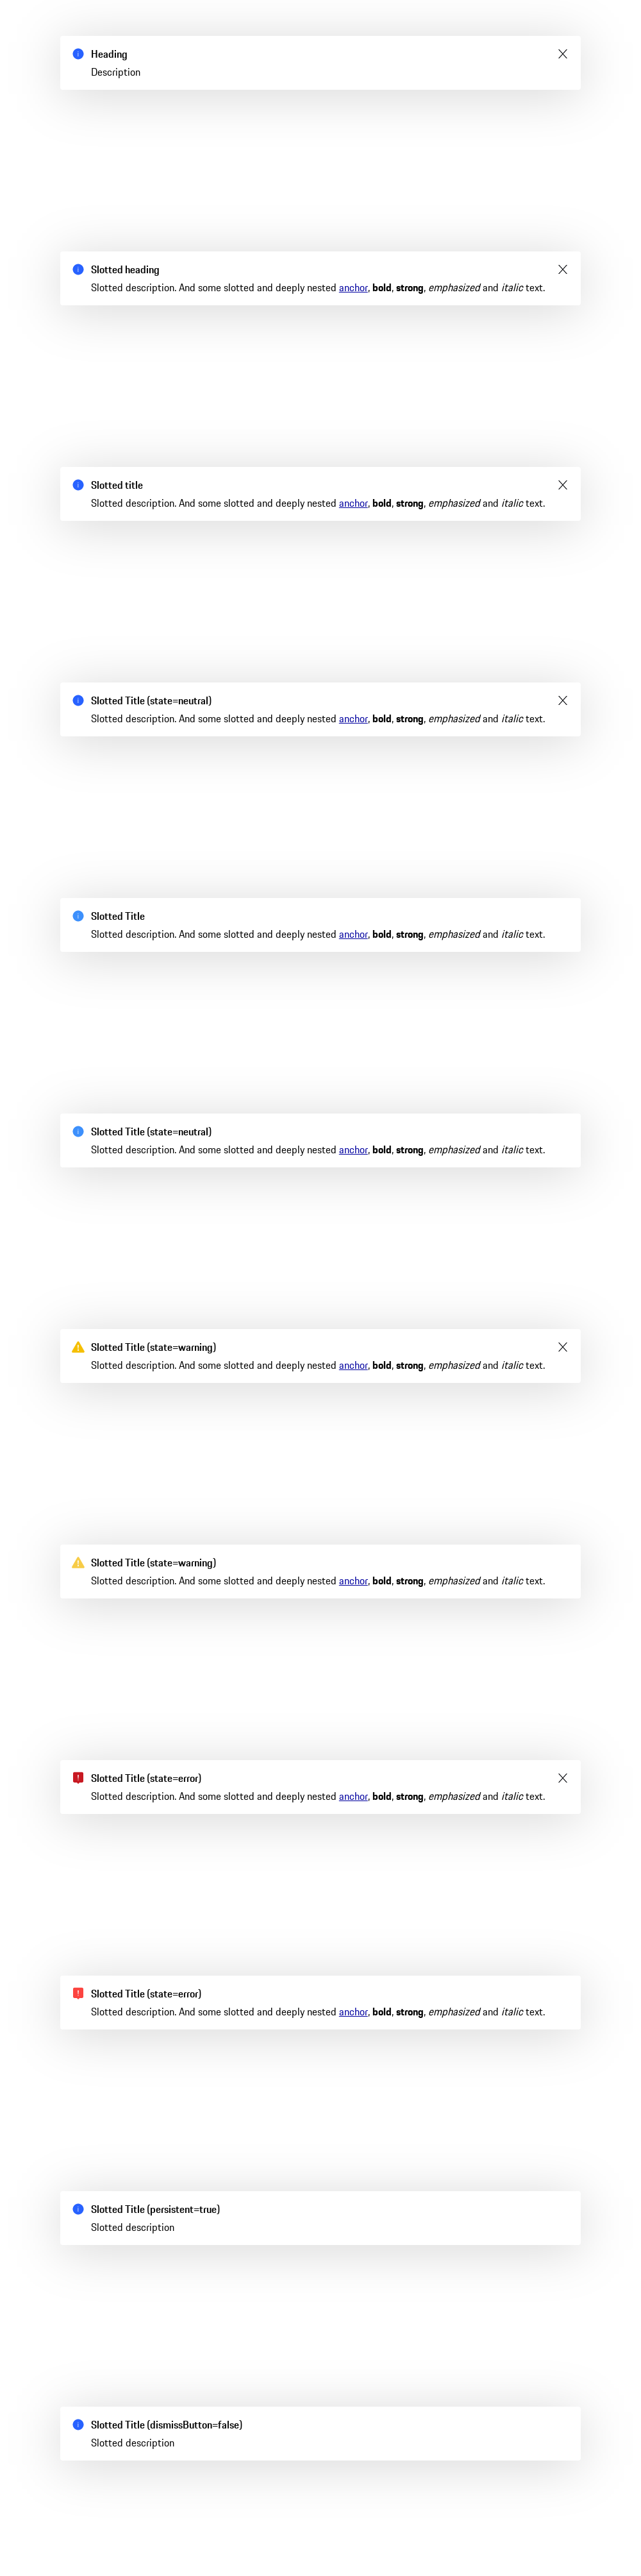 Heading
Description
Slotted heading
Slotted description. And some slotted and deeply nested anchor, bold, strong, emphasized and italic text.
Slotted title
Slotted description. And some slotted and deeply nested anchor, bold, strong, emphasized and italic text.
Slotted Title (state=neutral)
Slotted description. And some slotted and deeply nested anchor, bold, strong, emphasized and italic text.
Slotted Title
Slotted description. And some slotted and deeply nested anchor, bold, strong, emphasized and italic text.
Slotted Title (state=neutral)
Slotted description. And some slotted and deeply nested anchor, bold, strong, emphasized and italic text.
Slotted Title (state=warning)
Slotted description. And some slotted and deeply nested anchor, bold, strong, emphasized and italic text.
Slotted Title (state=warning)
Slotted description. And some slotted and deeply nested anchor, bold, strong, emphasized and italic text.
Slotted Title (state=error)
Slotted description. And some slotted and deeply nested anchor, bold, strong, emphasized and italic text.
Slotted Title (state=error)
Slotted description. And some slotted and deeply nested anchor, bold, strong, emphasized and italic text.
Slotted Title (persistent=true)
Slotted description
Slotted Title (dismissButton=false)
Slotted description